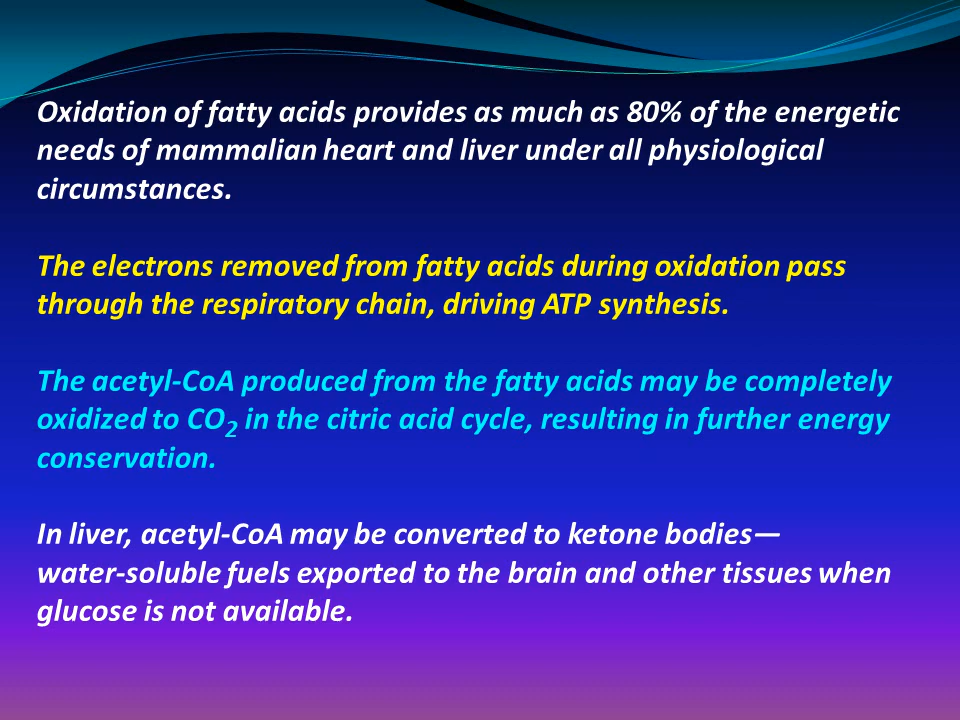 Oxidation of fatty acids provides as much as 80% of the energetic
needs of mammalian heart and liver under all physiological
circumstances.
The electrons removed from fatty acids during oxidation pass
through the respiratory chain, driving ATP synthesis.
The acetyl-CoA produced from the fatty acids may be completely
oxidized to CO₂ in the citric acid cycle, resulting in further energy
conservation.
In liver, acetyl-CoA may be converted to ketone bodies—
water-soluble fuels exported to the brain and other tissues when
glucose is not available.